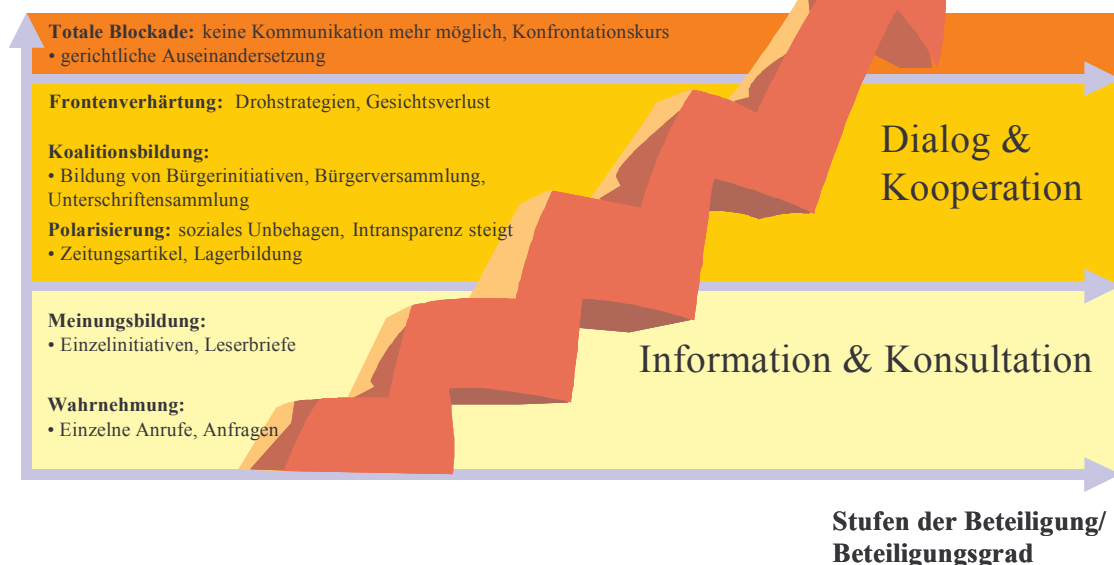 Totale Blockade: keine Kommunikation mehr möglich, Konfrontationskurs
• gerichtliche Auseinandersetzung
Frontenverhärtung: Drohstrategien, Gesichtsverlust
Koalitionsbildung:
• Bildung von Bürgerinitiativen, Bürgerversammlung,
Unterschriftensammlung
Polarisierung: soziales Unbehagen, Intransparenz steigt
• Zeitungsartikel, Lagerbildung
Dialog &
Kooperation
Meinungsbildung:
• Einzelinitiativen, Leserbriefe
Wahrnehmung:
• Einzelne Anrufe, Anfragen
Information & Konsultation
Stufen der Beteiligung/
Beteiligungsgrad